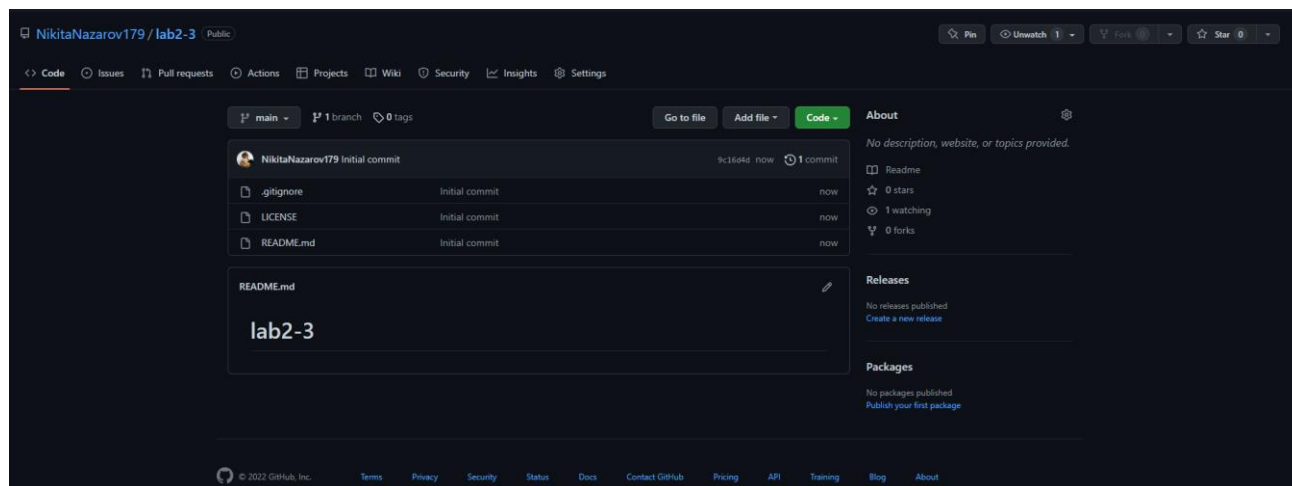 NikitaNazarov179 / lab2-3 Public
Pin Unwatch 1 Fork 0 Star 0
Code Issues Pull requests Actions Projects Wiki Security Insights Settings
main 1 branch 0 tags Go to file Add file Code
NikitaNazarov179 Initial commit 9c16d4d now 1 commit
.gitignore Initial commit now
LICENSE Initial commit now
README.md Initial commit now
README.md
lab2-3
About
No description, website, or topics provided.
Readme
0 stars
1 watching
0 forks
Releases
No releases published
Create a new release
Packages
No packages published
Publish your first package
© 2022 GitHub, Inc. Terms Privacy Security Status Docs Contact GitHub Pricing API Training Blog About